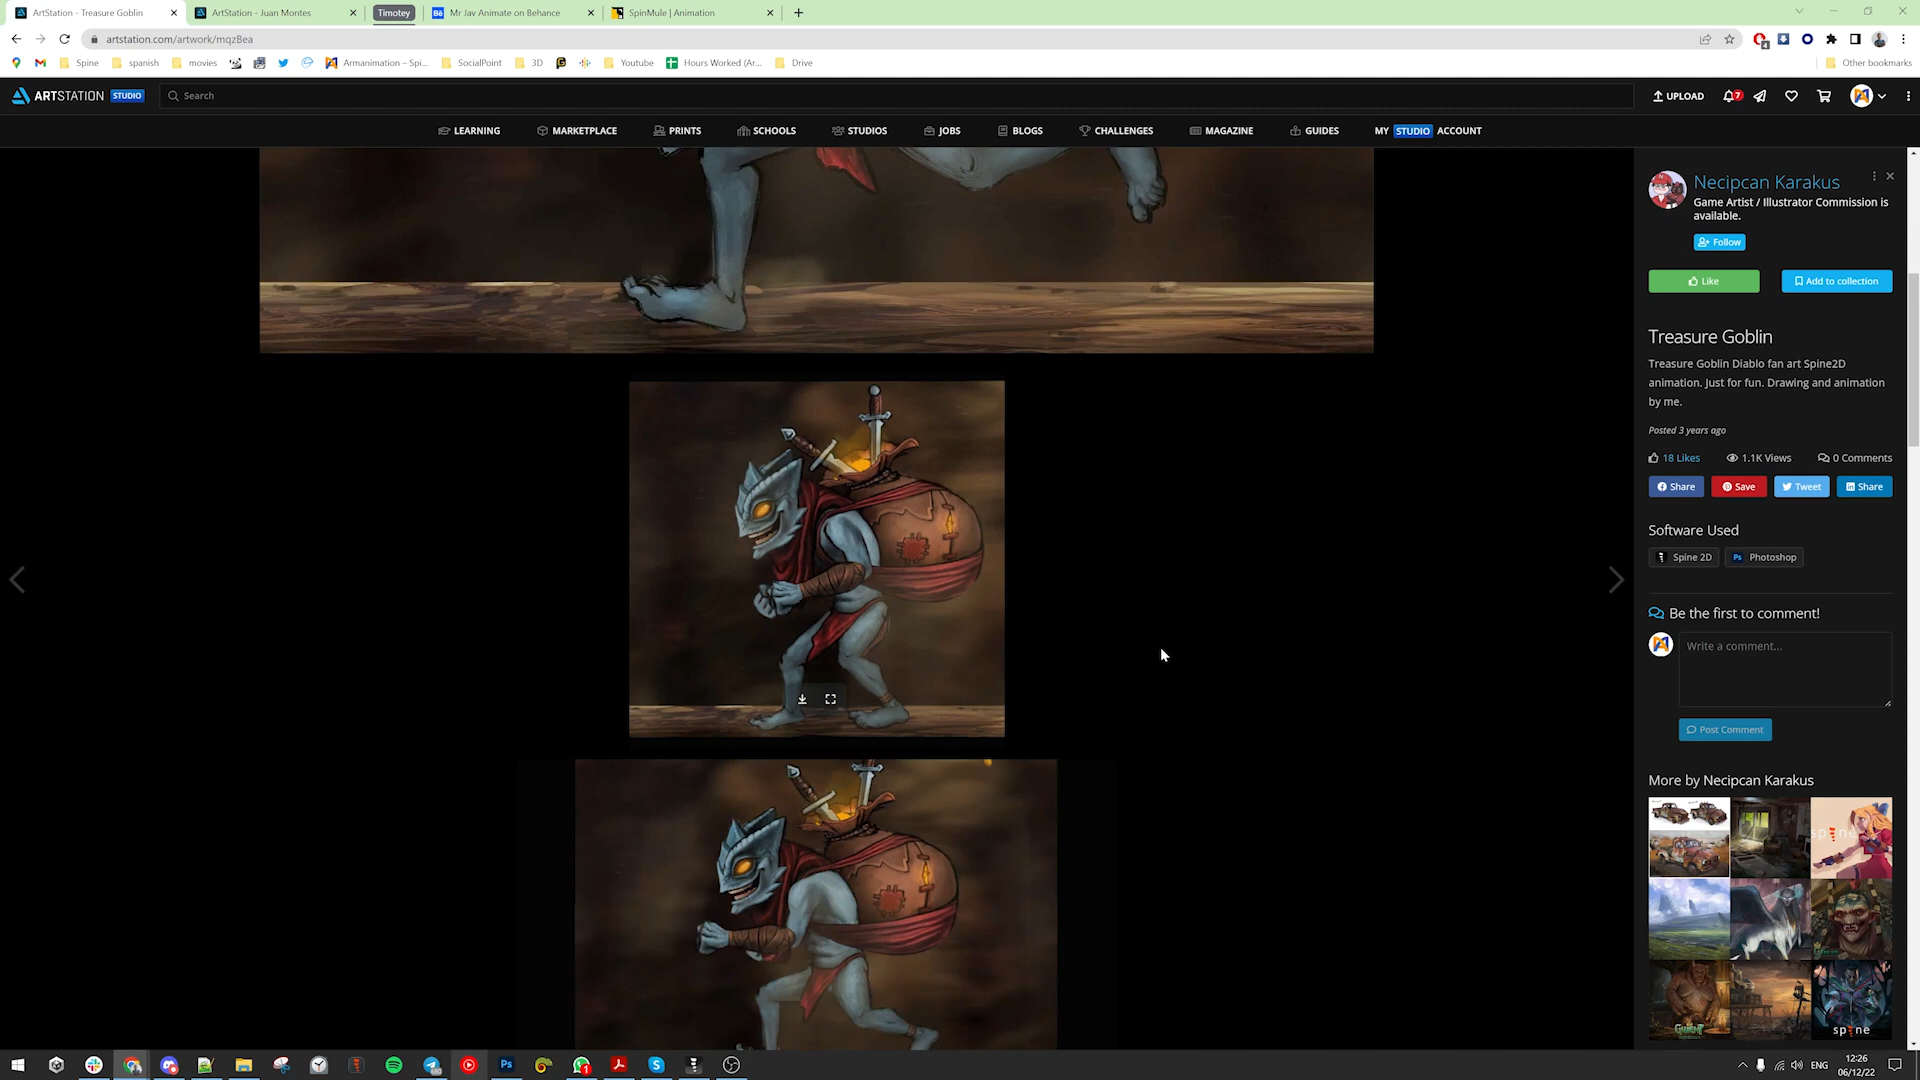 ArtStation - Treasure Goblin
ArtStation - Juan Montes
Timotey
Mr Jav Animate on Behance
SpinMule | Animation
artstation.com/artwork/mqzBea
Spine
spanish
movies
Armanimation – Spi...
SocialPoint
3D
Youtube
Hours Worked (Ar...
Drive
Other bookmarks
ARTSTATION STUDIO
Search
UPLOAD
7
LEARNING
MARKETPLACE
PRINTS
SCHOOLS
STUDIOS
JOBS
BLOGS
CHALLENGES
MAGAZINE
GUIDES
MY STUDIO ACCOUNT
Necipcan Karakus
Game Artist / Illustrator Commission is
available.
Follow
Like
Add to collection
Treasure Goblin
Treasure Goblin Diablo fan art Spine2D
animation. Just for fun. Drawing and animation
by me.
Posted 3 years ago
18 Likes
1.1K Views
0 Comments
Share
Save
Tweet
Share
Software Used
Spine 2D
Photoshop
Be the first to comment!
Write a comment...
Post Comment
More by Necipcan Karakus
spine
GWENT
spine
ENG
12:26
06/12/22